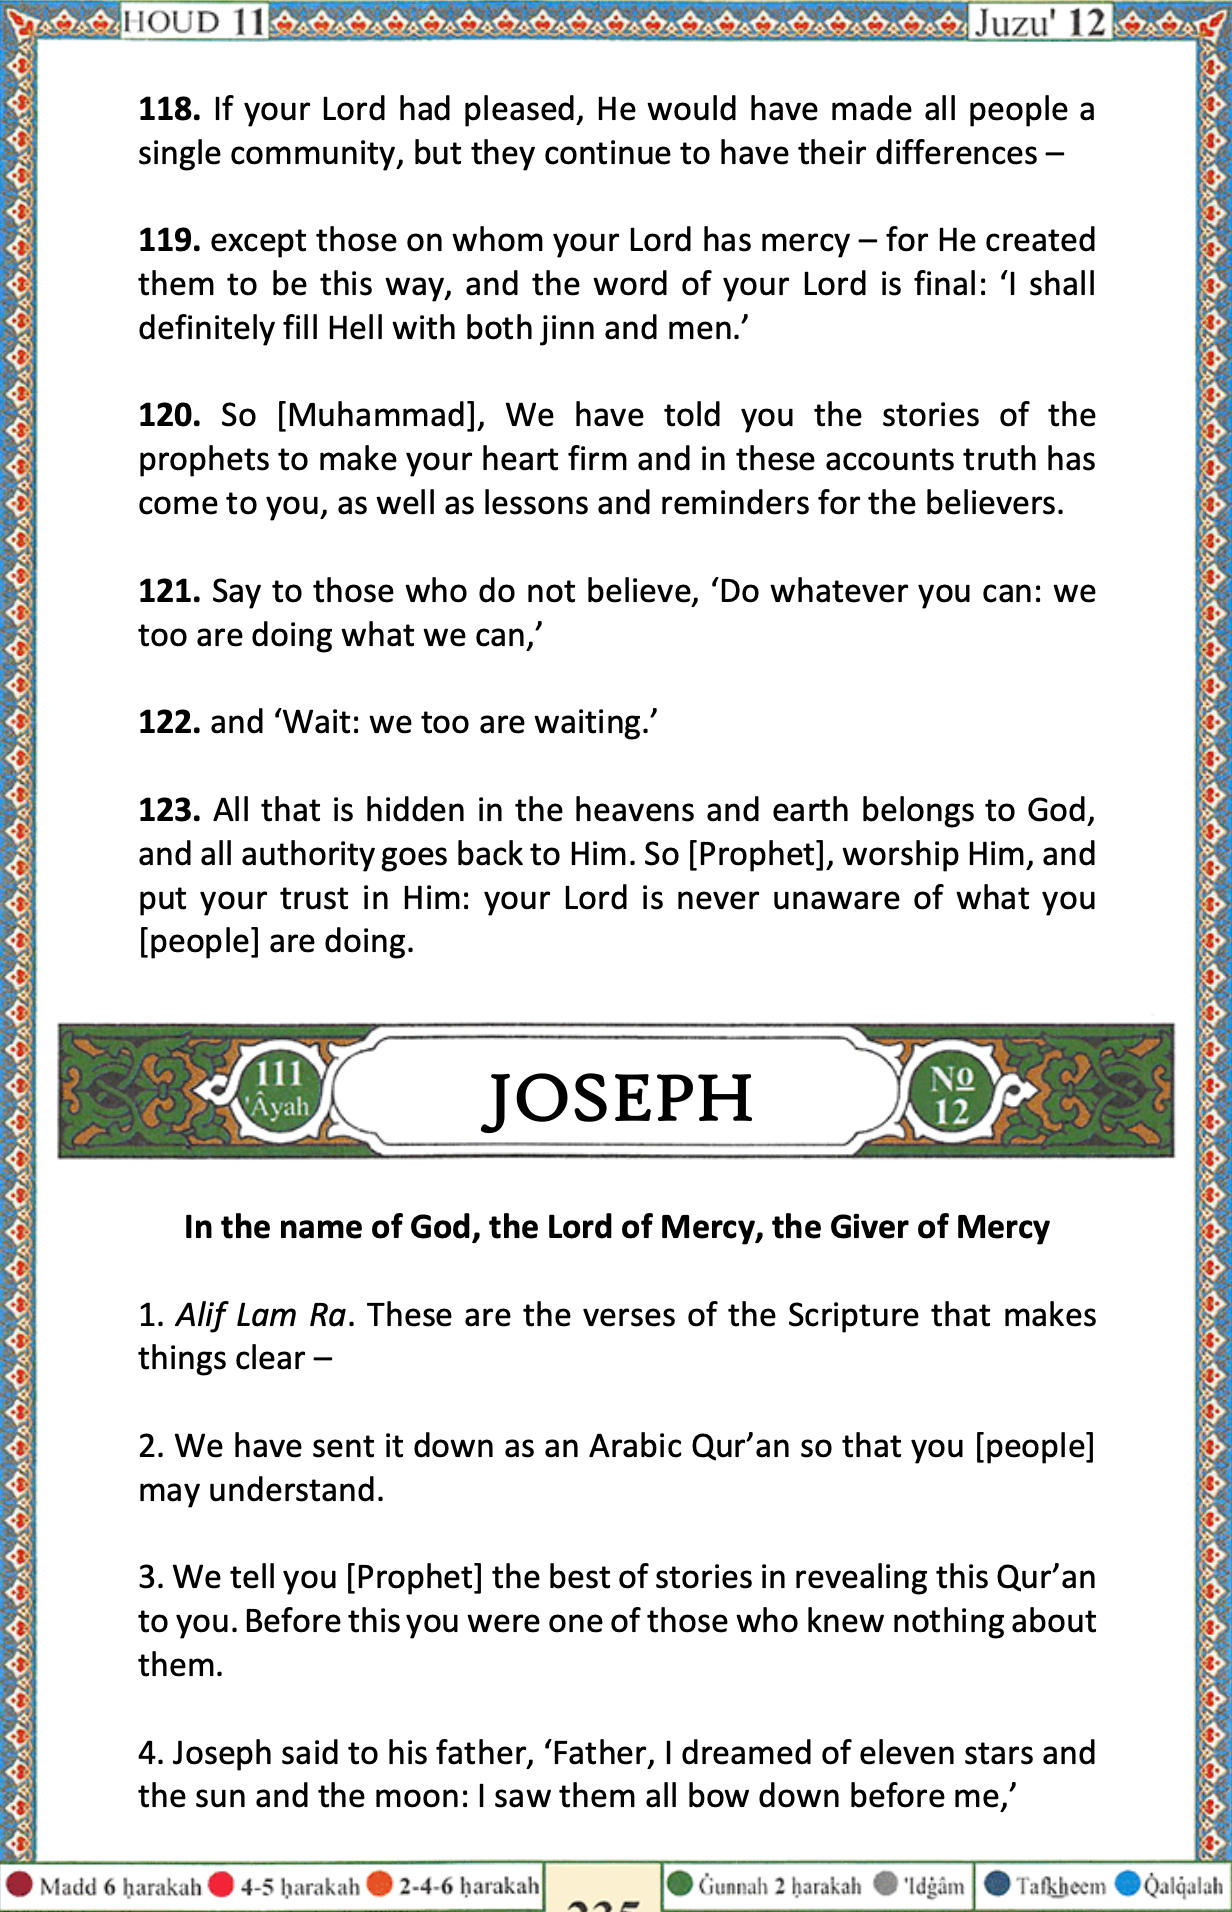 HOUD 11
Juzu' 12
118. If your Lord had pleased, He would have made all people a
single community, but they continue to have their differences –
119. except those on whom your Lord has mercy – for He created
them to be this way, and the word of your Lord is final: ‘I shall
definitely fill Hell with both jinn and men.’
120. So [Muhammad], We have told you the stories of the
prophets to make your heart firm and in these accounts truth has
come to you, as well as lessons and reminders for the believers.
121. Say to those who do not believe, ‘Do whatever you can: we
too are doing what we can,’
122. and ‘Wait: we too are waiting.’
123. All that is hidden in the heavens and earth belongs to God,
and all authority goes back to Him. So [Prophet], worship Him, and
put your trust in Him: your Lord is never unaware of what you
[people] are doing.
111
'Âyah
JOSEPH
No
12
In the name of God, the Lord of Mercy, the Giver of Mercy
1. Alif Lam Ra. These are the verses of the Scripture that makes
things clear –
2. We have sent it down as an Arabic Qur’an so that you [people]
may understand.
3. We tell you [Prophet] the best of stories in revealing this Qur’an
to you. Before this you were one of those who knew nothing about
them.
4. Joseph said to his father, ‘Father, I dreamed of eleven stars and
the sun and the moon: I saw them all bow down before me,’
Madd 6 ḥarakah 4-5 ḥarakah 2-4-6 ḥarakah
235
Ġunnah 2 ḥarakah 'Idġâm Tafkheem Q̇alq̇alah